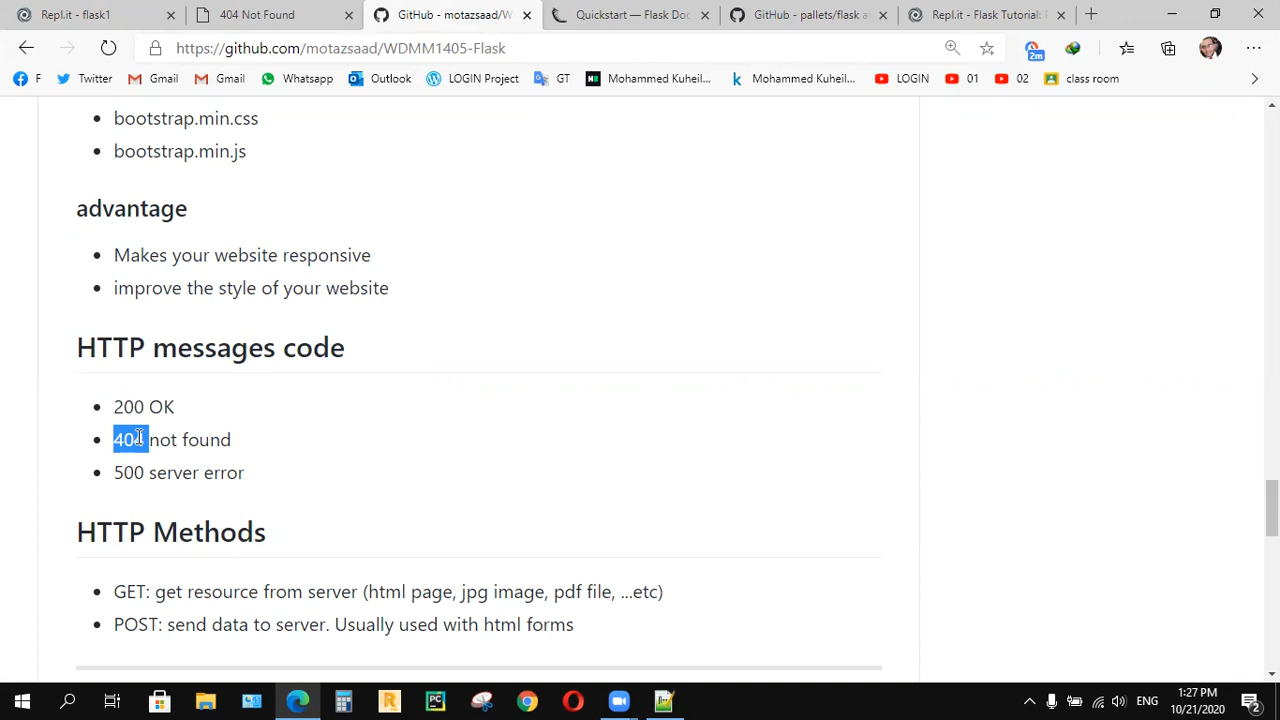 Repl.it - flask1
404 Not Found
GitHub - motazsaad/W
Quickstart — Flask Doc
GitHub - pallets/flask a
Repl.it - Flask Tutorial:
https://github.com/motazsaad/WDMM1405-Flask
2m
F
Twitter
Gmail
Gmail
Whatsapp
Outlook
LOGIN Project
GT
Mohammed Kuheil...
Mohammed Kuheil...
LOGIN
01
02
class room
bootstrap.min.css
bootstrap.min.js
advantage
Makes your website responsive
improve the style of your website
HTTP messages code
200 OK
404 not found
500 server error
HTTP Methods
GET: get resource from server (html page, jpg image, pdf file, ...etc)
POST: send data to server. Usually used with html forms
ENG
1:27 PM
10/21/2020
2